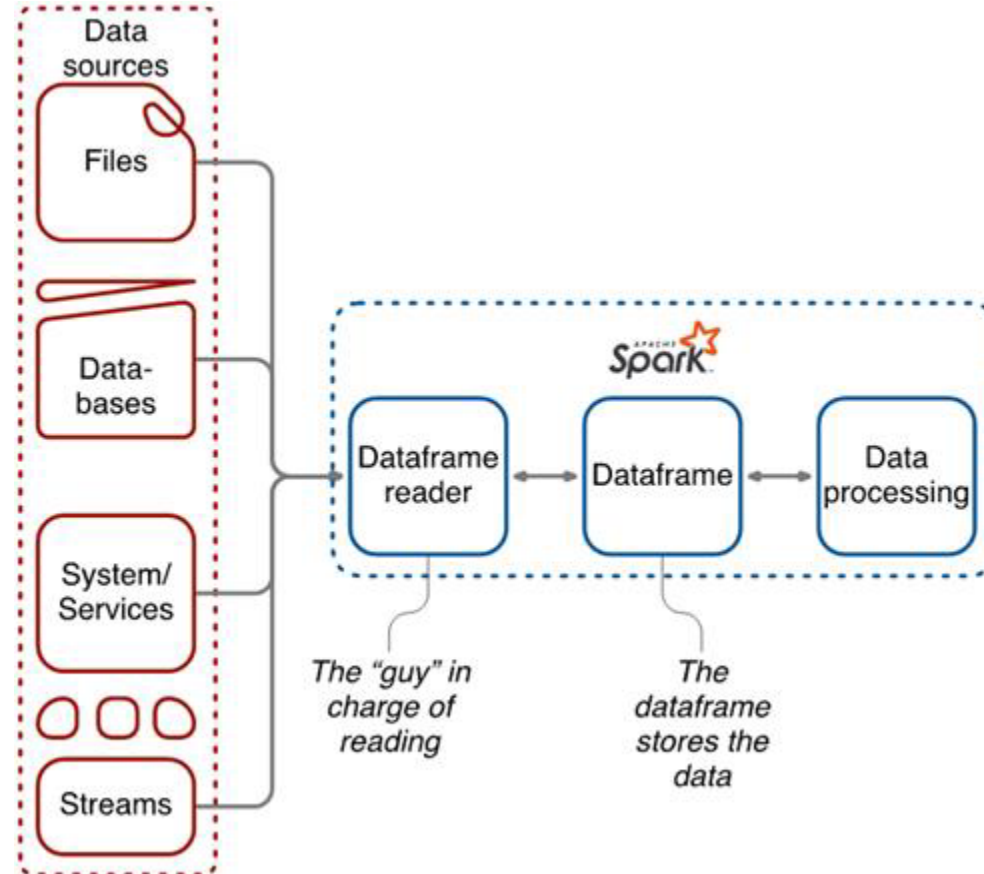 Data
sources
Files
Data-
bases
System/
Services
Streams
APACHE
Spark™
Dataframe
reader
Dataframe
Data
processing
The “guy” in
charge of
reading
The
dataframe
stores the
data